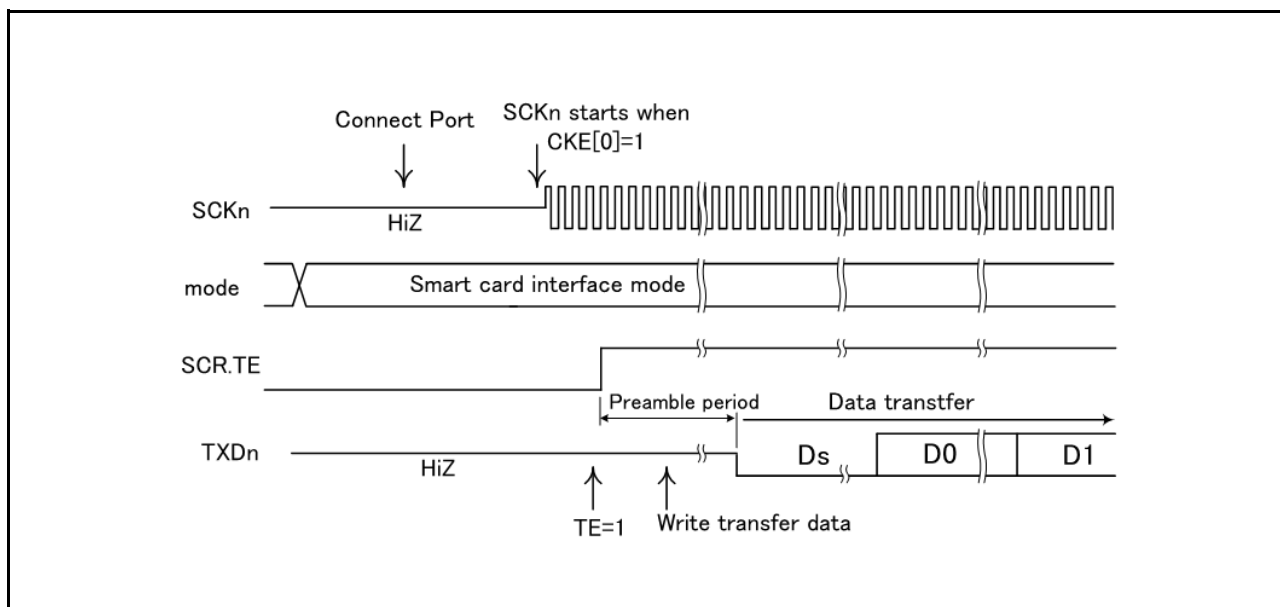 Connect Port
SCKn starts when
CKE[0]=1
SCKn
HiZ
mode
Smart card interface mode
SCR.TE
Preamble period
Data transtfer
TXDn
HiZ
Ds
D0
D1
TE=1
Write transfer data